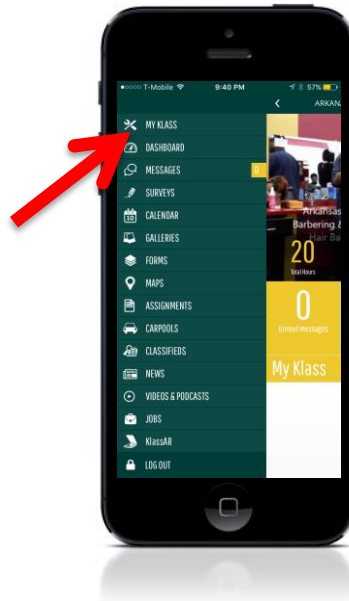 T-Mobile 9:40 PM 57%
ARKAN
MY KLASS
DASHBOARD
MESSAGES 0
SURVEYS
10 CALENDAR
GALLERIES
FORMS
MAPS
ASSIGNMENTS
CARPOOLS
CLASSIFIEDS
NEWS
VIDEOS & PODCASTS
JOBS
KlassAR
LOG OUT
Arkansas
Barbering &
Hair Ba
20
Total Hours
0
Unread messages
My Klass